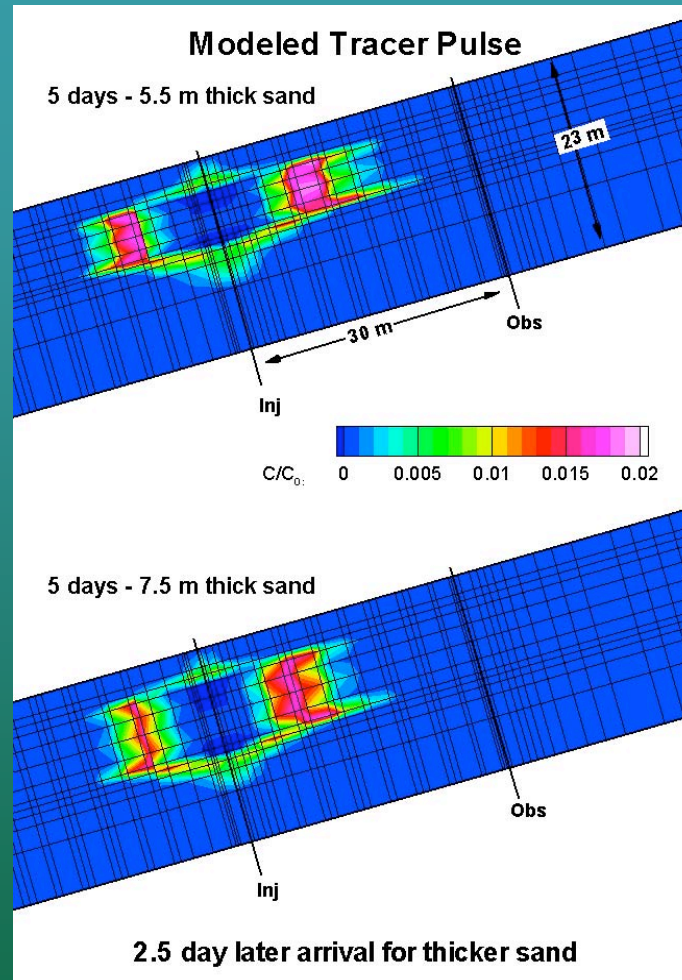 Modeled Tracer Pulse
5 days - 5.5 m thick sand
23 m
30 m
Obs
Inj
C/C0:
0 0.005 0.01 0.015 0.02
5 days - 7.5 m thick sand
Obs
Inj
2.5 day later arrival for thicker sand